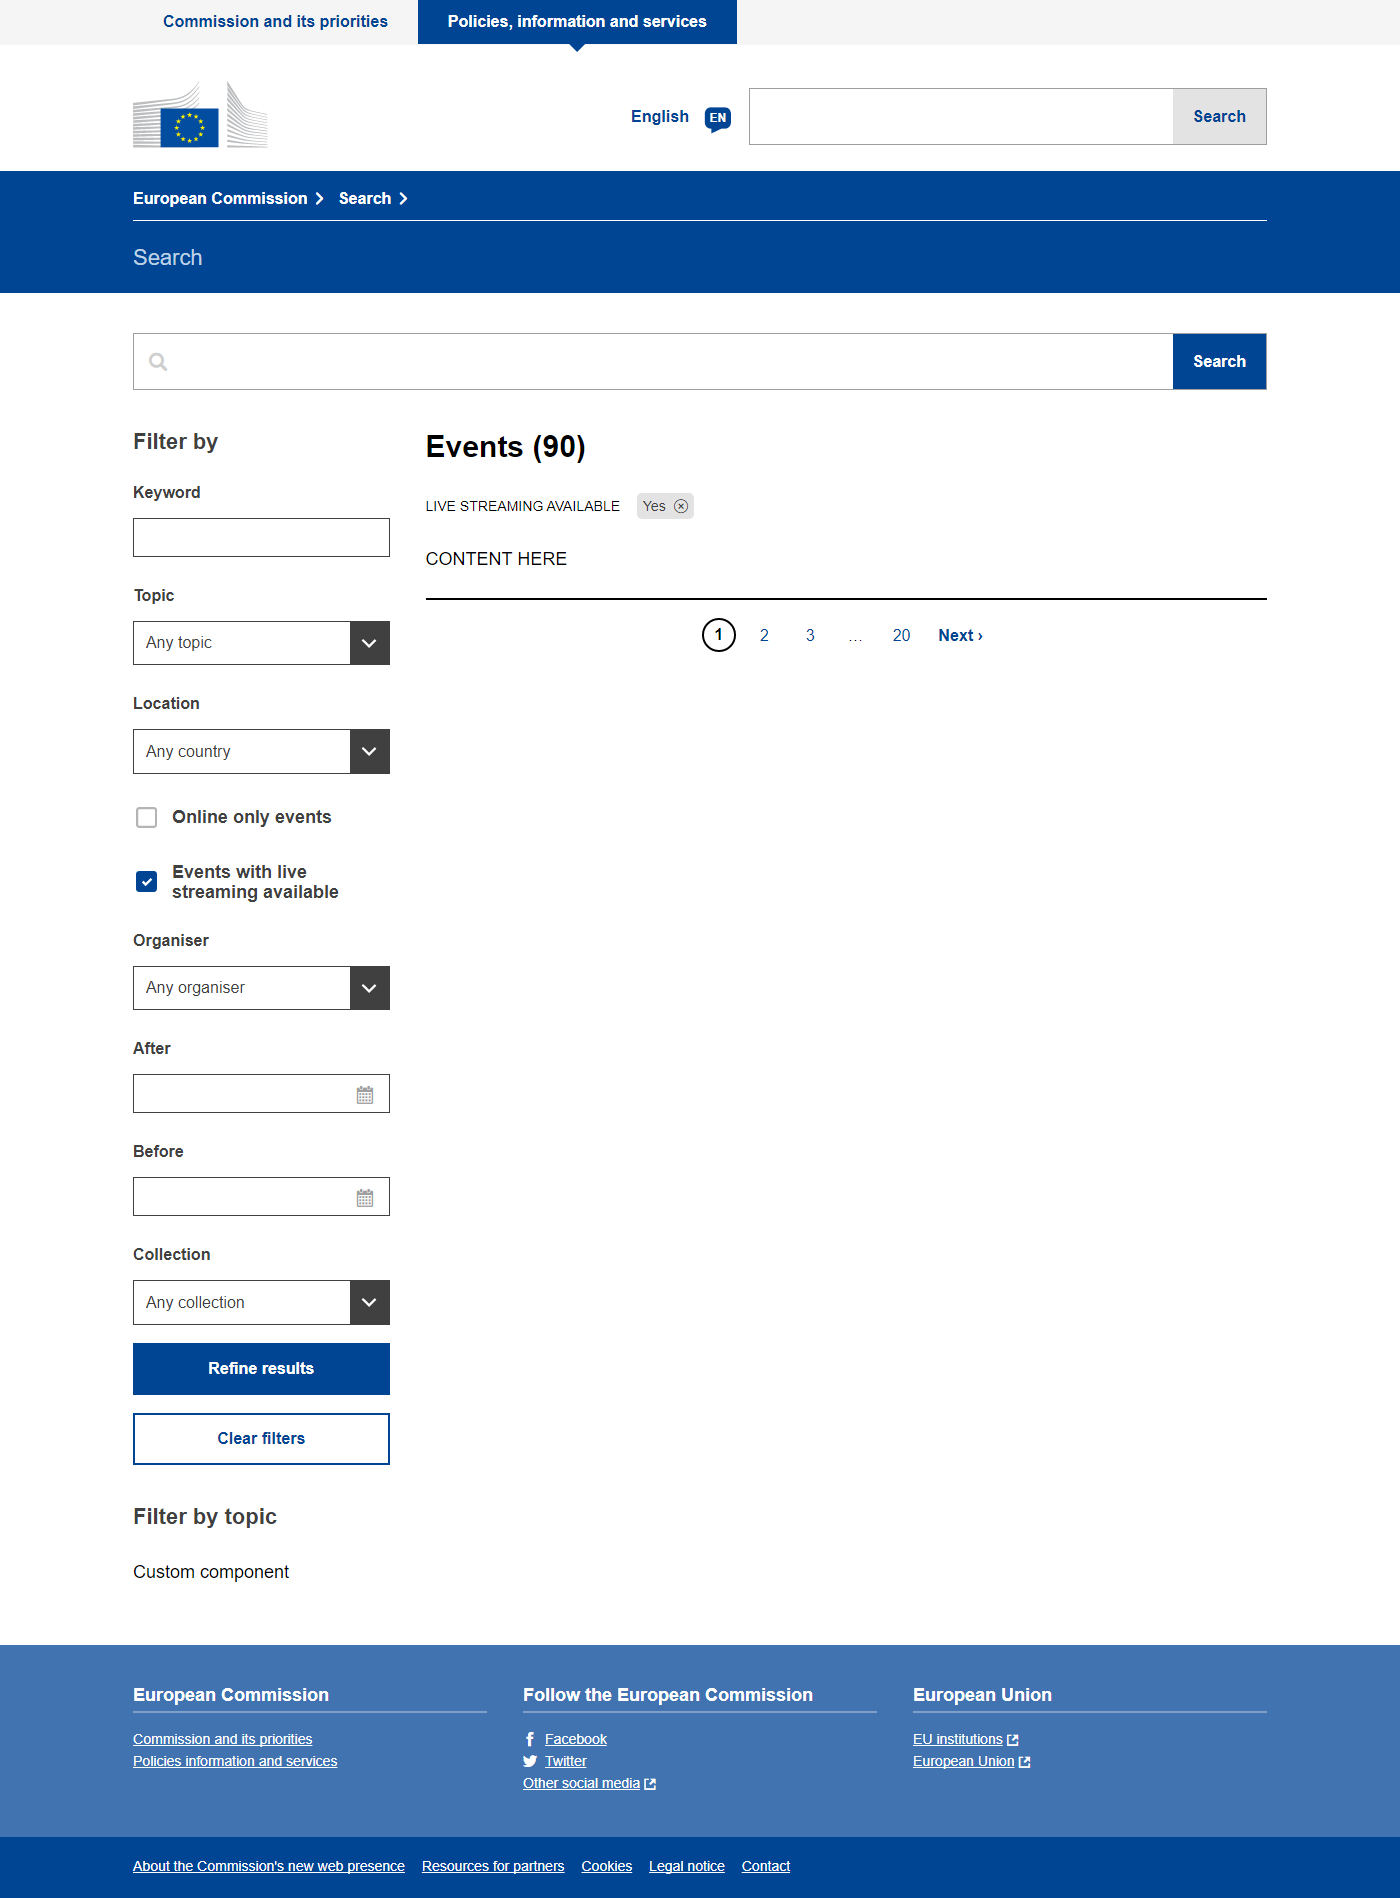 Commission and its priorities
Policies, information and services
English
EN
Search
European Commission
Search
Search
Search
Filter by
Keyword
Topic
Any topic
Location
Any country
Online only events
Events with live
streaming available
Organiser
Any organiser
After
Before
Collection
Any collection
Refine results
Clear filters
Filter by topic
Custom component
Events (90)
LIVE STREAMING AVAILABLE Yes
CONTENT HERE
1 2 3 ... 20 Next ›
European Commission
Commission and its priorities
Policies information and services
Follow the European Commission
Facebook
Twitter
Other social media
European Union
EU institutions
European Union
About the Commission's new web presence Resources for partners Cookies Legal notice Contact